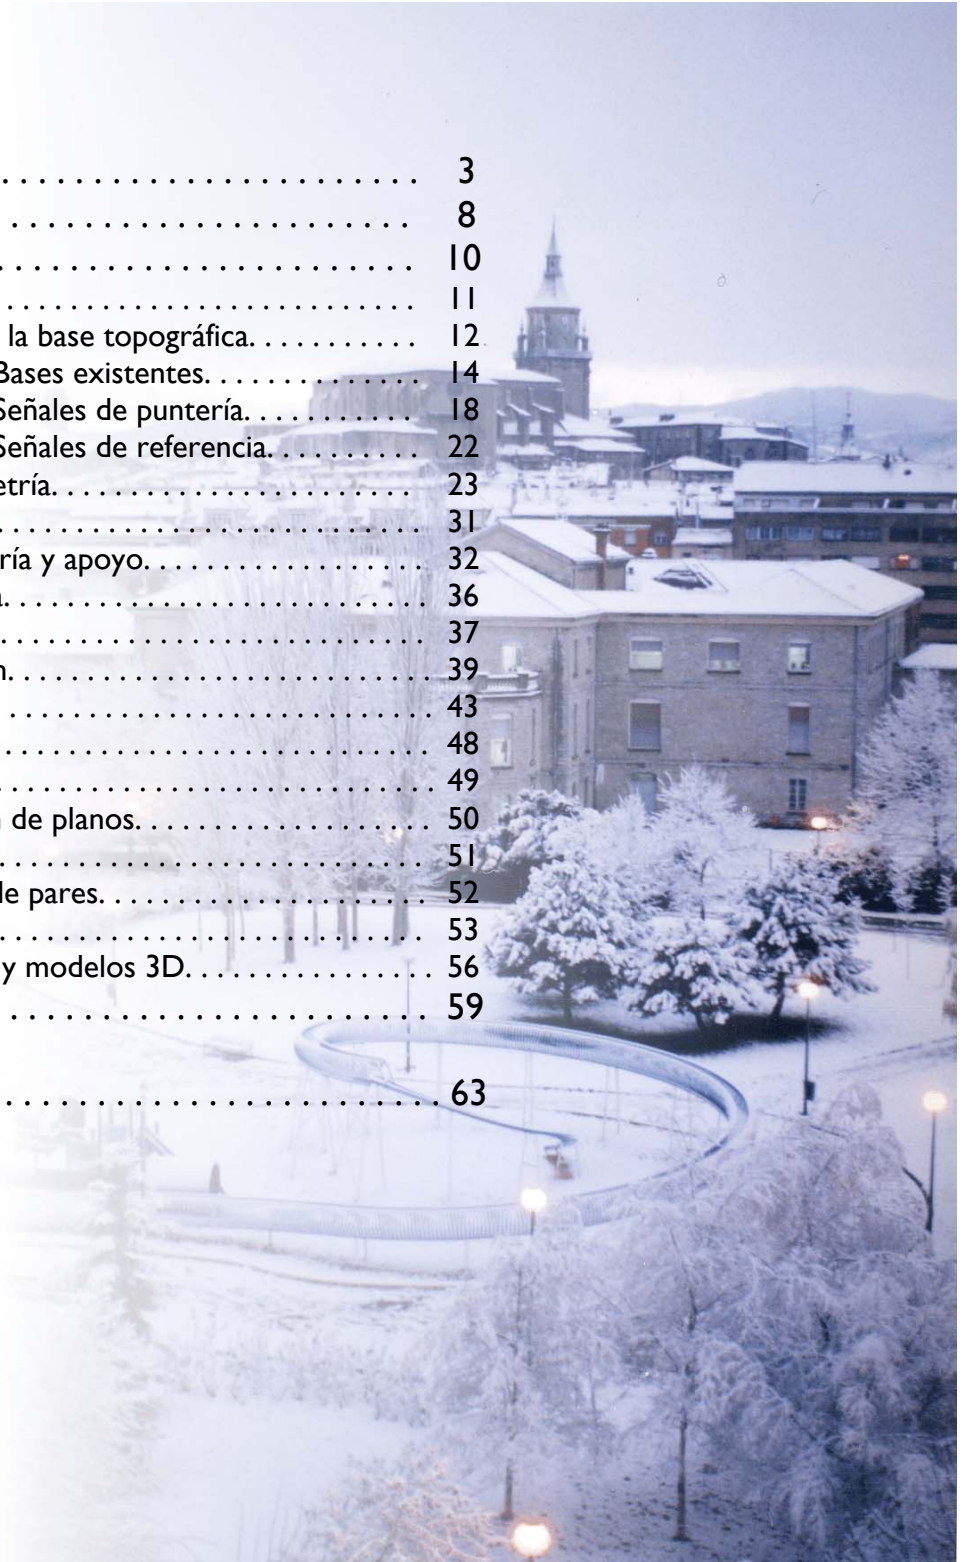 . . . . . . . . . . . . . . . . . . . . . . . 3
. . . . . . . . . . . . . . . . . . . . . . 8
. . . . . . . . . . . . . . . . . . . . . . . 10
. . . . . . . . . . . . . . . . . . . . . . . . . . 11
la base topográfica. . . . . . . . . . . 12
Bases existentes. . . . . . . . . . . . . . 14
Señales de puntería. . . . . . . . . . . 18
Señales de referencia. . . . . . . . . . 22
etría. . . . . . . . . . . . . . . . . . . . . . . . 23
. . . . . . . . . . . . . . . . . . . . . . . . . . . 31
ría y apoyo. . . . . . . . . . . . . . . . . . 32
a. . . . . . . . . . . . . . . . . . . . . . . . . . . . 36
. . . . . . . . . . . . . . . . . . . . . . . . . . . . 37
n. . . . . . . . . . . . . . . . . . . . . . . . . . . . 39
. . . . . . . . . . . . . . . . . . . . . . . . . . . . 43
. . . . . . . . . . . . . . . . . . . . . . . . . . . . 48
. . . . . . . . . . . . . . . . . . . . . . . . . . . . . 49
n de planos. . . . . . . . . . . . . . . . . . . 50
. . . . . . . . . . . . . . . . . . . . . . . . . . . 51
de pares. . . . . . . . . . . . . . . . . . . . . 52
. . . . . . . . . . . . . . . . . . . . . . . . . . . . 53
y modelos 3D. . . . . . . . . . . . . . . . 56
. . . . . . . . . . . . . . . . . . . . . . . . 59
. . . . . . . . . . . . . . . . . . . . . . . . . 63